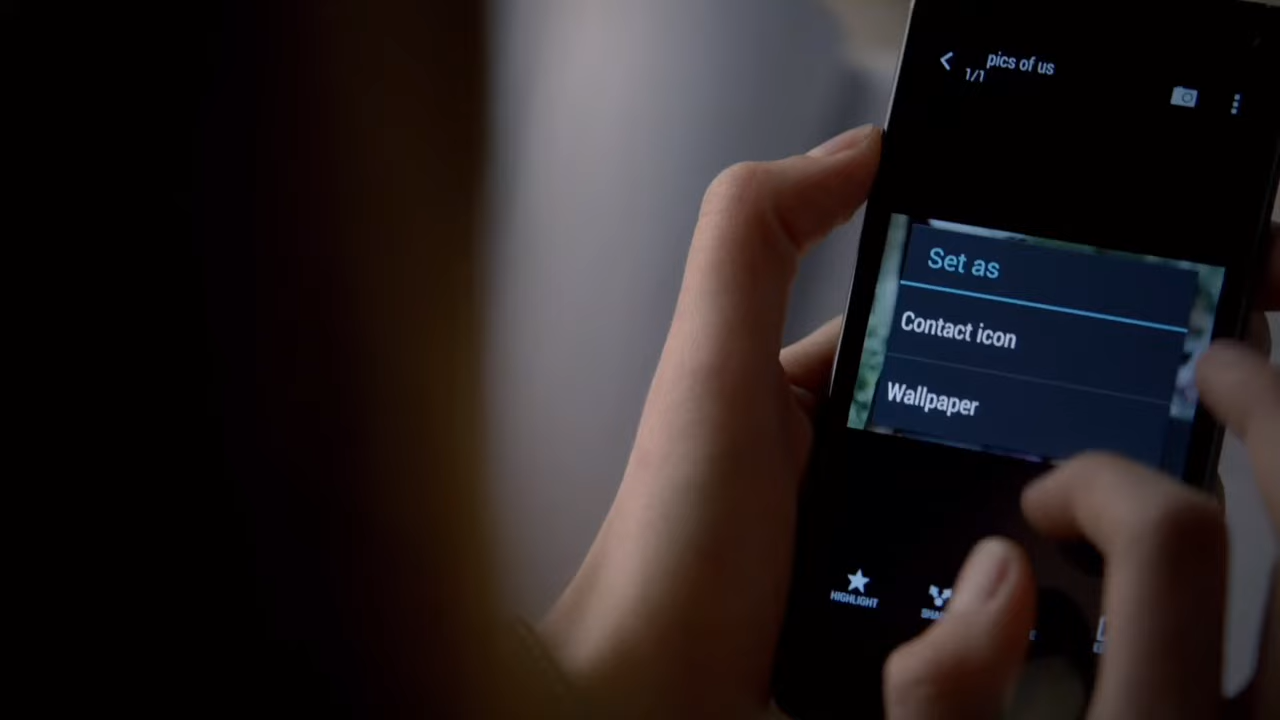 pics of us
1/1
Set as
Contact icon
Wallpaper
HIGHLIGHT